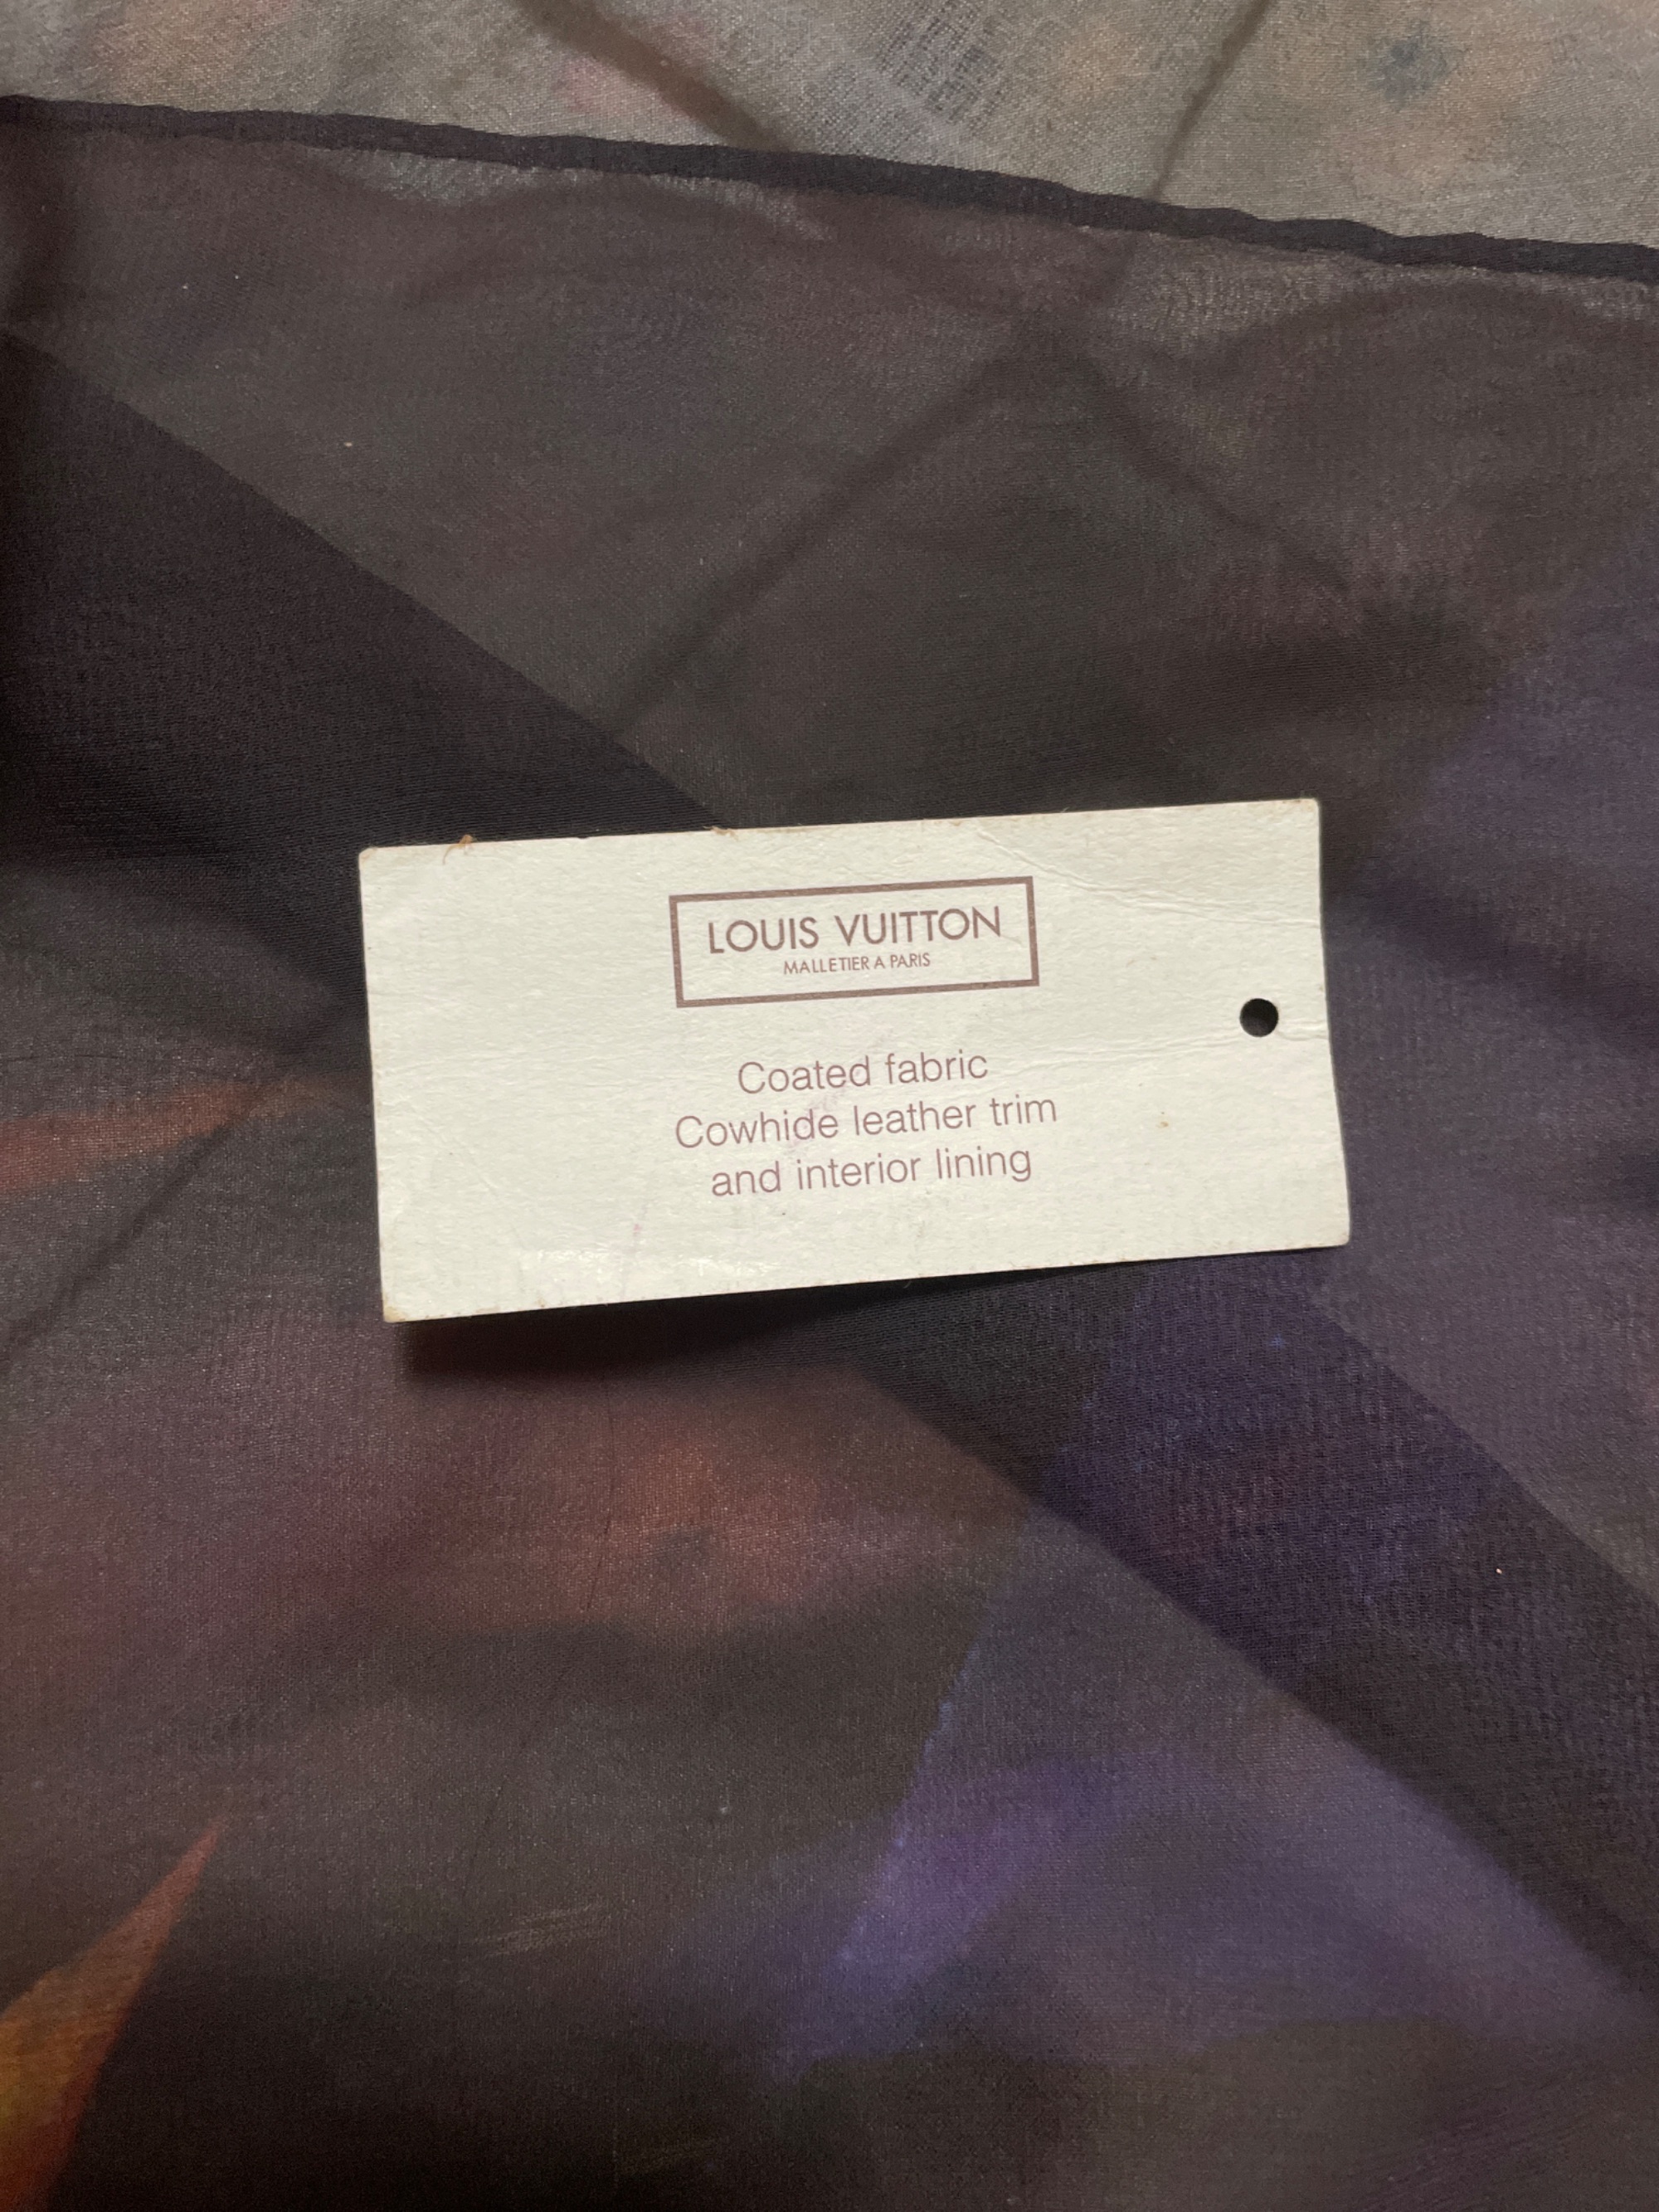 LOUIS VUITTON
MALLETIER A PARIS
Coated fabric
Cowhide leather trim
and interior lining